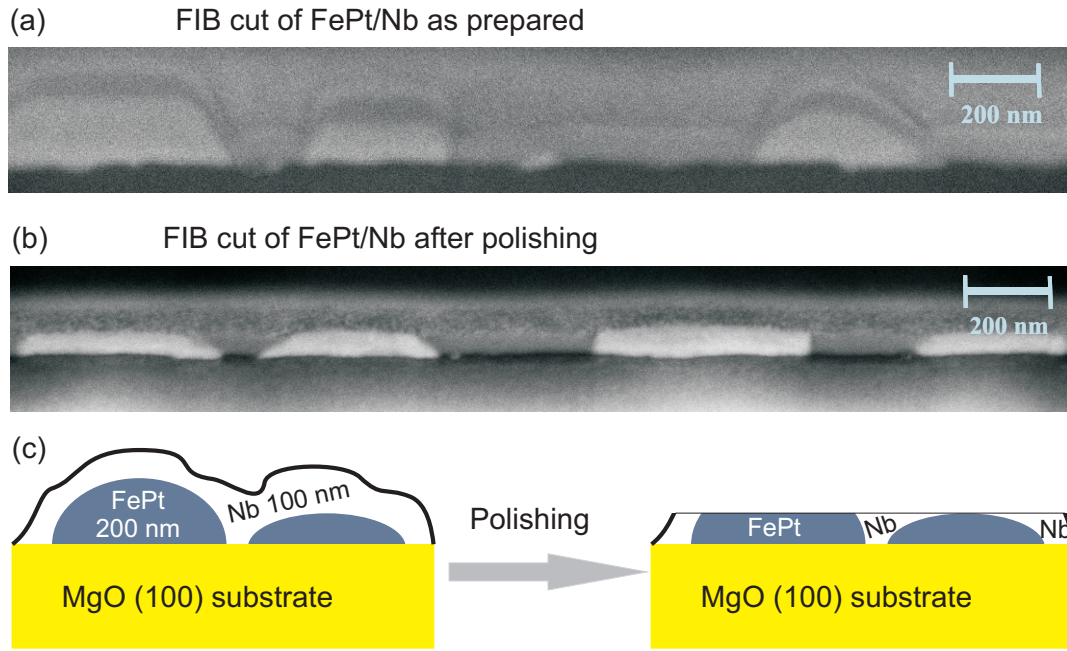 (a) FIB cut of FePt/Nb as prepared
200 nm
(b) FIB cut of FePt/Nb after polishing
200 nm
(c)
FePt
200 nm
Nb 100 nm
MgO (100) substrate
Polishing
FePt
Nb
Nb
MgO (100) substrate